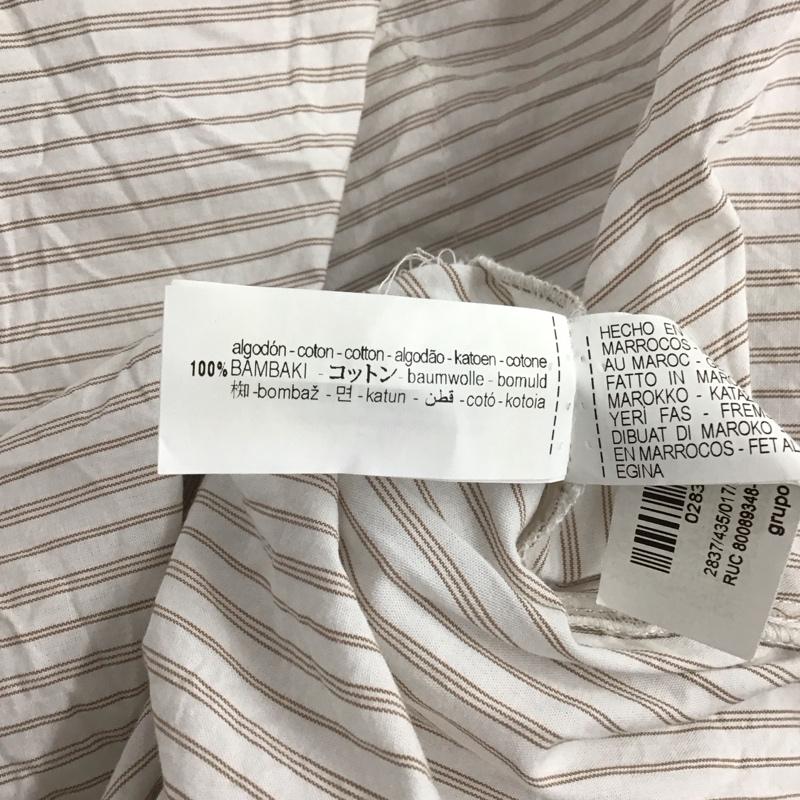 algodón - coton - cotton - algodão - katoen - cotone
100% BAMBAKI - コットン - baumwolle - bomuld
-bombaž - 면 - katun - قطن - cotó - kotoia
HECHO EN
MARROCOS -
AU MAROC -
FATTO IN MARO
MAROKKO - KATA
YERİ FAS - FREM
DIBUAT DI MAROKO
EN MARROCOS - FET AL
EGINA
0283
2837/435/017/
RUC 80089348-
grupo